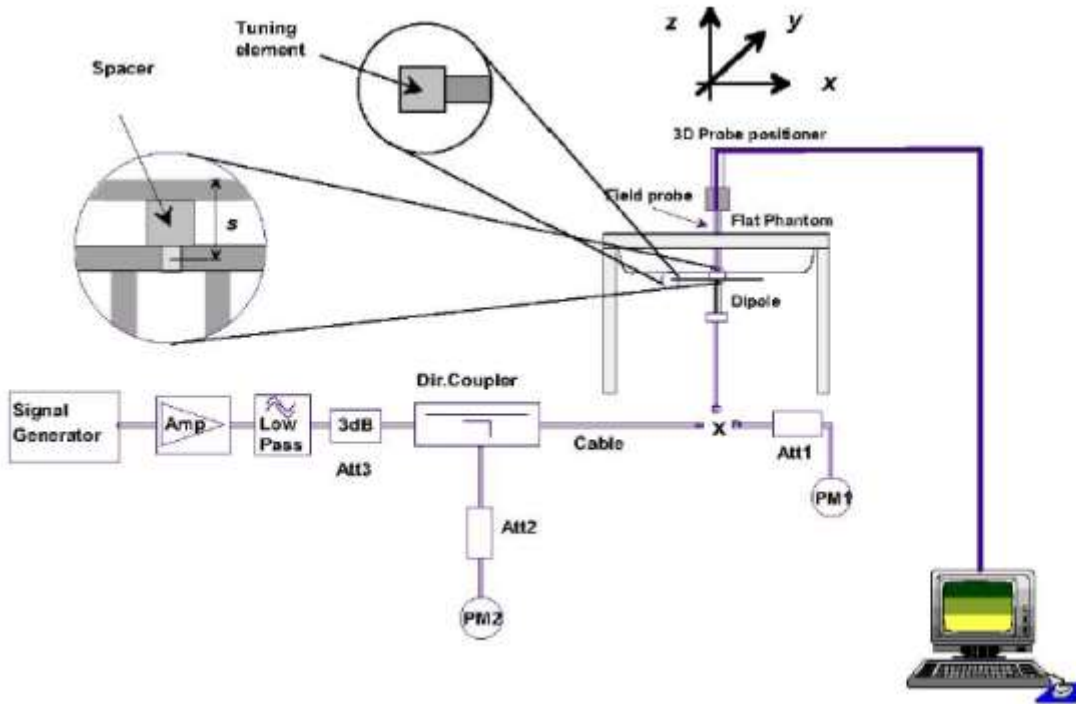 Tuning
element
Spacer
z
y
x
3D Probe positioner
Field probe
Flat Phantom
s
Dipole
Dir.Coupler
Signal
Generator
Amp
Low
Pass
3dB
Att3
Cable
x
Att1
PM1
Att2
PM2